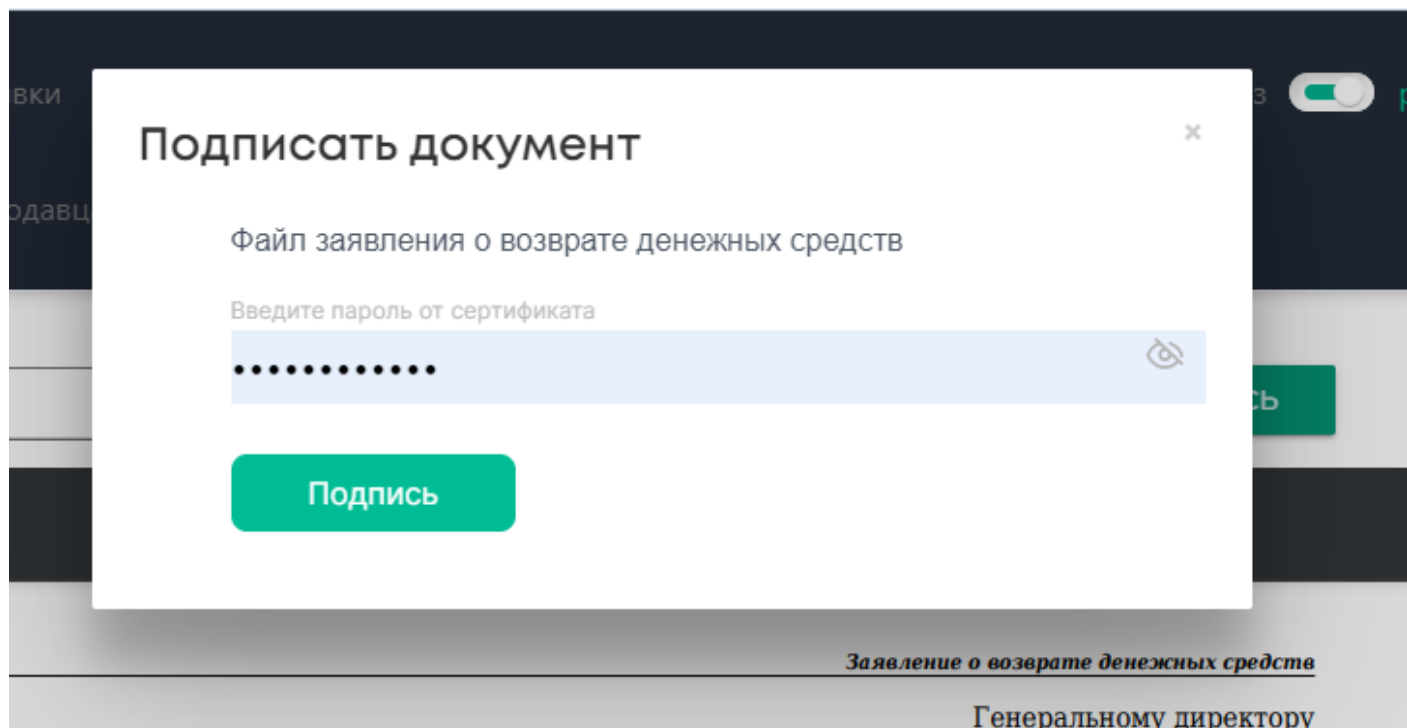 Подписать документ
×
Файл заявления о возврате денежных средств
Введите пароль от сертификата
••••••••••••
Подпись
Заявление о возврате денежных средств
Генеральному директору